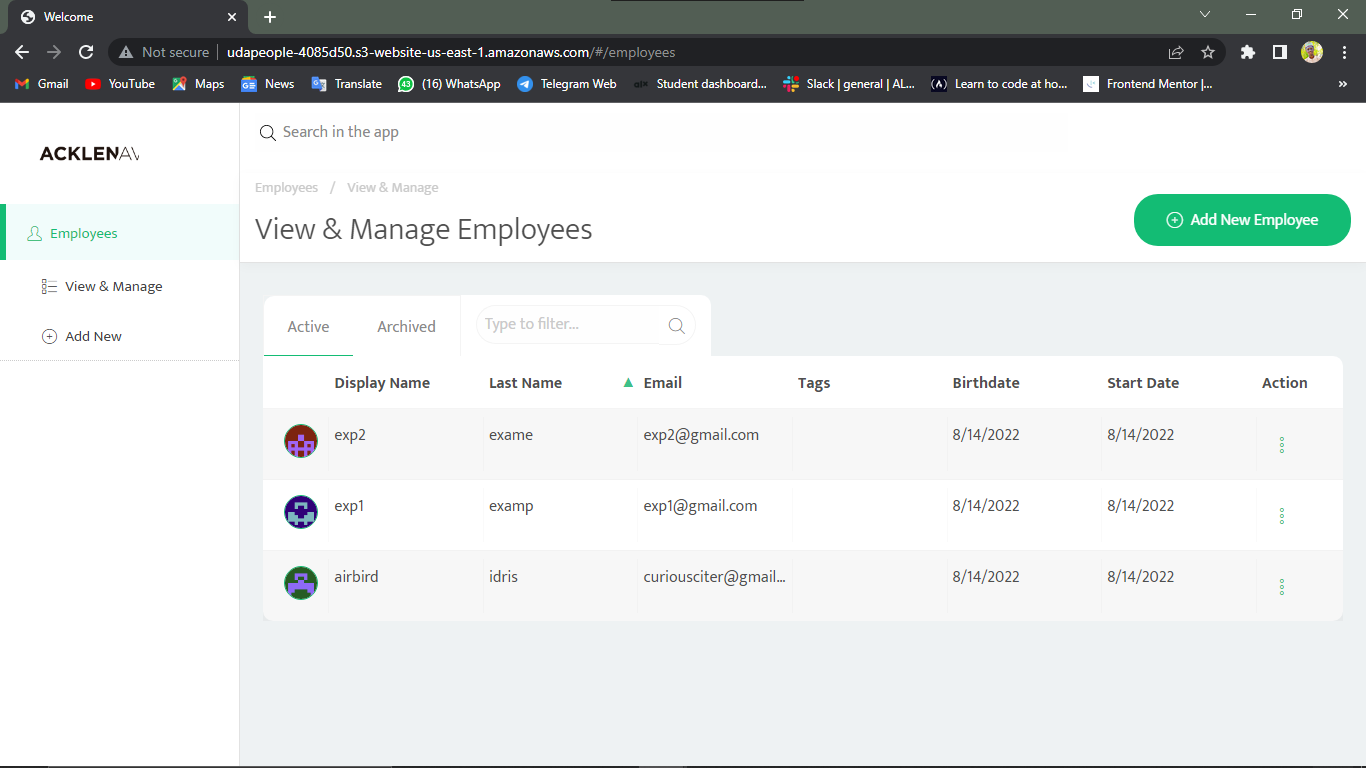 Welcome
Not secure
udapeople-4085d50.s3-website-us-east-1.amazonaws.com/#/employees
Gmail YouTube Maps News Translate (16) WhatsApp Telegram Web Student dashboard... Slack | general | AL... Learn to code at ho... Frontend Mentor |... »
43
ACKLENAV
Search in the app
Employees / View & Manage
View & Manage Employees
Add New Employee
Employees
View & Manage
Add New
Active Archived Type to filter...
Display Name Last Name Email Tags Birthdate Start Date Action
exp2 exame exp2@gmail.com 8/14/2022 8/14/2022
exp1 examp exp1@gmail.com 8/14/2022 8/14/2022
airbird idris curiousciter@gmail... 8/14/2022 8/14/2022